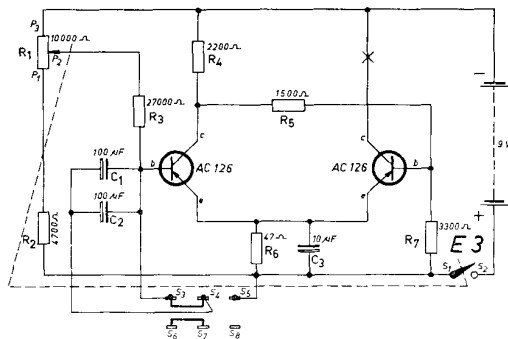 P3
10000 Ω
R1
P2
P1
2200 Ω
R4
27000 Ω
R3
1500 Ω
R5
100 µF
C1
100 µF
C2
b
c
e
AC 126
c
b
e
AC 126
−
9 V
+
4700 Ω
R2
47 Ω
R6
10 µF
C3
3300 Ω
R7
E3
S1
S2
S3
S4
S5
S6
S7
S8